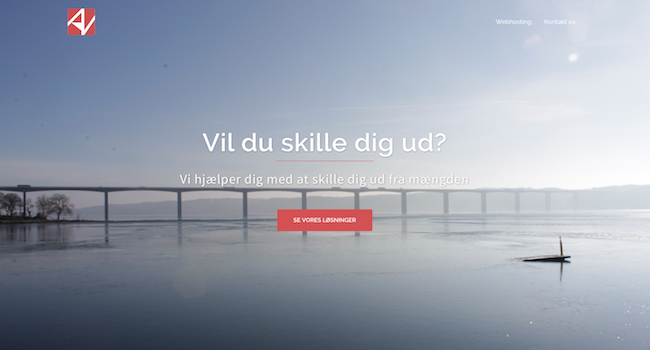 AV
Webhosting
Kontakt os
Vil du skille dig ud?
Vi hjælper dig med at skille dig ud fra mængden
SE VORES LØSNINGER